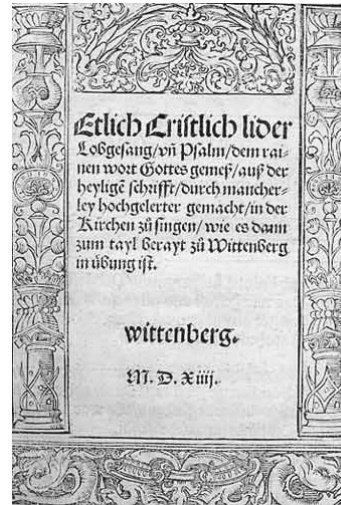 Etlich Cristlich lider
Lobgesang/vñ Psalm/dem rai-
nen wort Gottes gemeß/auß der
heyligē schrifft/durch mancher-
ley hochgelerter gemacht/in der
Kirchen zů singen/wie es dann
zum tayl berayt zů Wittenberg
in übung ist.
wittenberg.
M. D. Xiiij.